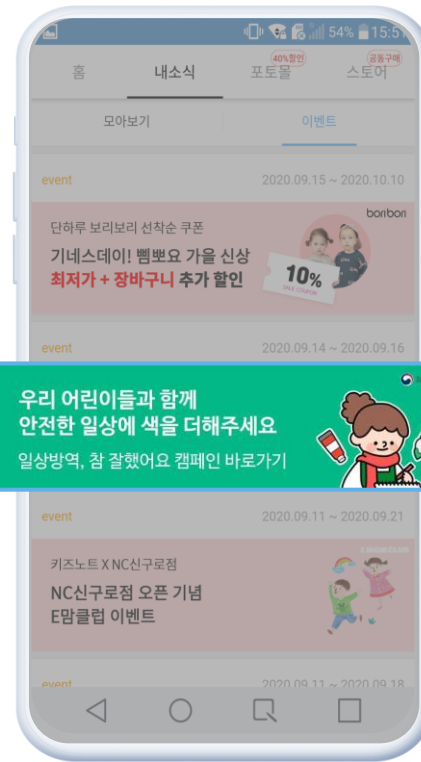 54% 15:51
40%할인
공동구매
홈 내소식 포토몰 스토어
모아보기 이벤트
event 2020.09.15 ~ 2020.10.10
bonbon
단하루 보리보리 선착순 쿠폰
기네스데이! 삠뽀요 가을 신상
최저가 + 장바구니 추가 할인
10%
SALE COUPON
event 2020.09.14 ~ 2020.09.16
우리 어린이들과 함께
안전한 일상에 색을 더해주세요
일상방역, 참 잘했어요 캠페인 바로가기
event 2020.09.11 ~ 2020.09.21
키즈노트 X NC신구로점
NC신구로점 오픈 기념
E맘클럽 이벤트
event 2020.09.11 ~ 2020.09.18